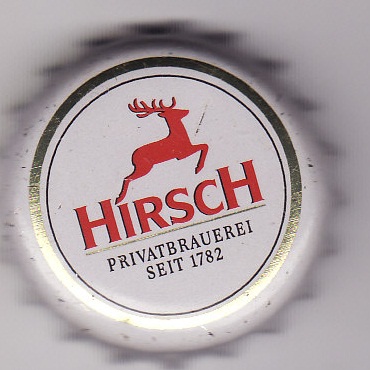 HIRSCH
PRIVATBRAUEREI
SEIT 1782